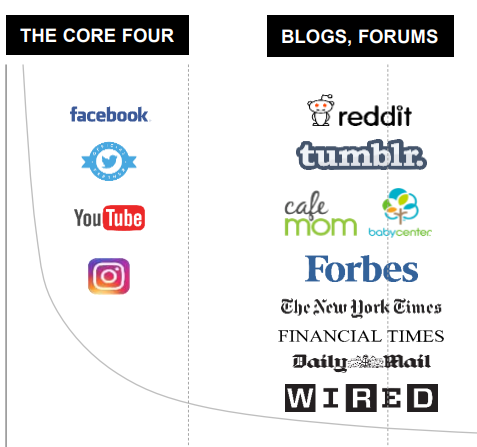 THE CORE FOUR
facebook
YouTube
Instagram
BLOGS, FORUMS
reddit
tumblr.
cafe
mom
babycenter
Forbes
The New York Times
FINANCIAL TIMES
Daily Mail
WIRED